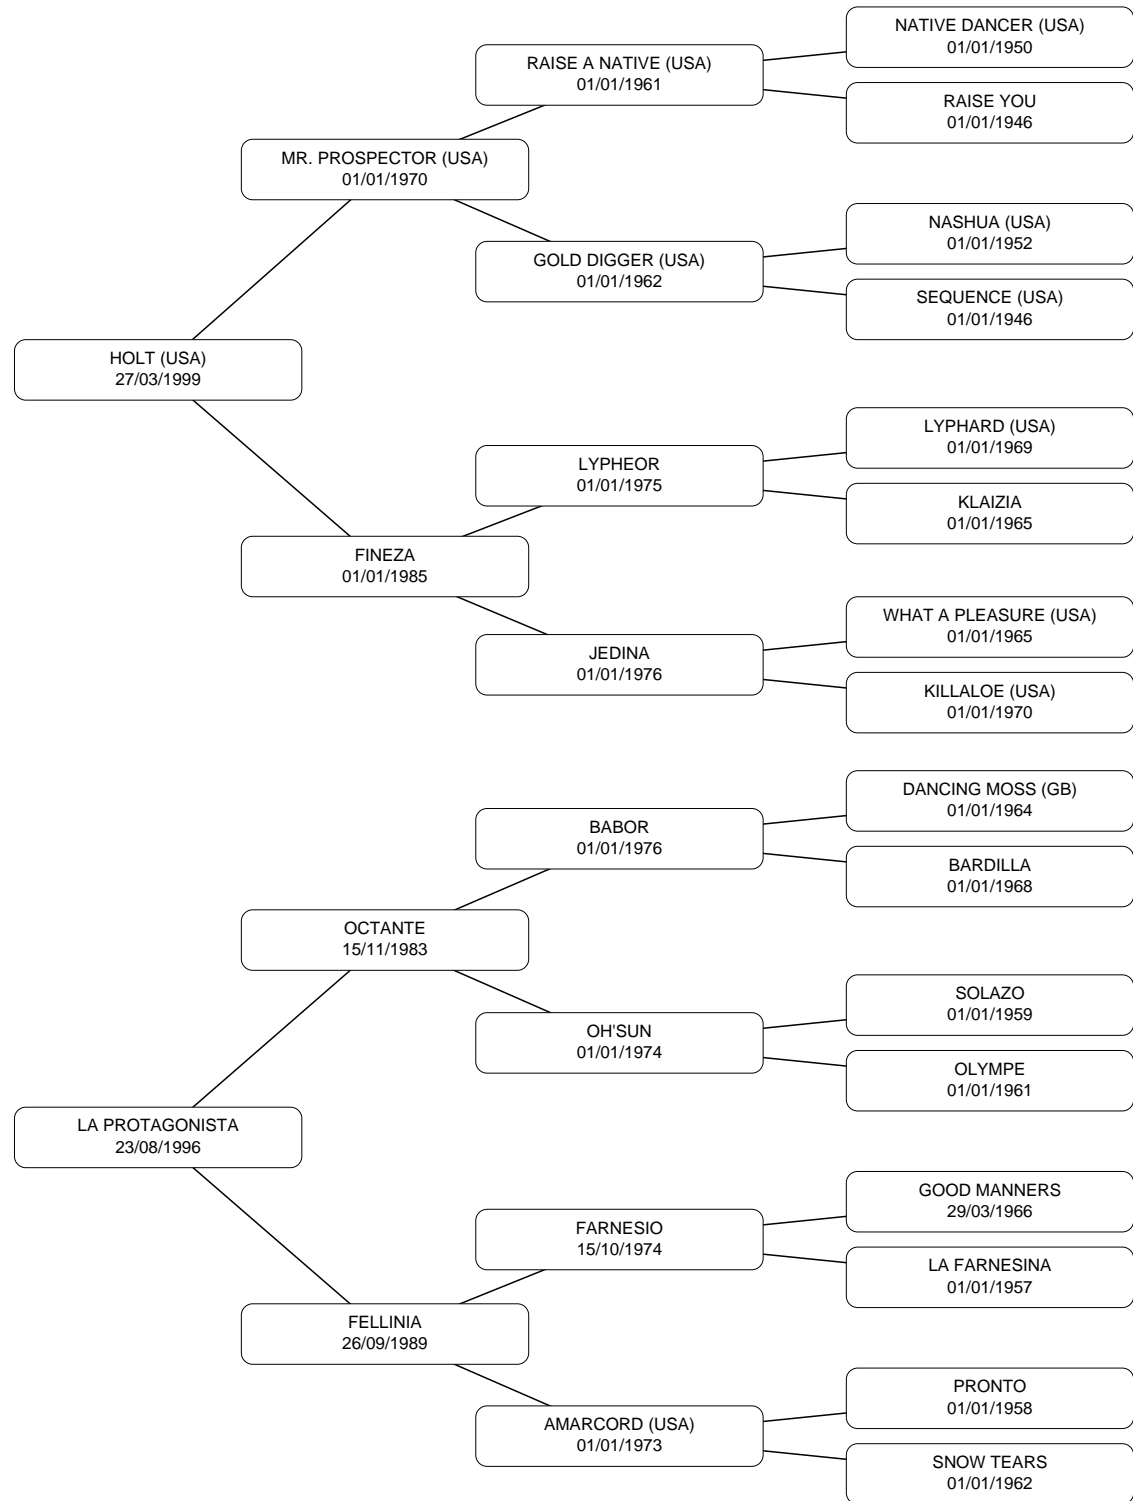 NATIVE DANCER (USA)
01/01/1950
RAISE A NATIVE (USA)
01/01/1961
RAISE YOU
01/01/1946
MR. PROSPECTOR (USA)
01/01/1970
NASHUA (USA)
01/01/1952
GOLD DIGGER (USA)
01/01/1962
SEQUENCE (USA)
01/01/1946
HOLT (USA)
27/03/1999
LYPHARD (USA)
01/01/1969
LYPHEOR
01/01/1975
KLAIZIA
01/01/1965
FINEZA
01/01/1985
WHAT A PLEASURE (USA)
01/01/1965
JEDINA
01/01/1976
KILLALOE (USA)
01/01/1970
DANCING MOSS (GB)
01/01/1964
BABOR
01/01/1976
BARDILLA
01/01/1968
OCTANTE
15/11/1983
SOLAZO
01/01/1959
OH'SUN
01/01/1974
OLYMPE
01/01/1961
LA PROTAGONISTA
23/08/1996
GOOD MANNERS
29/03/1966
FARNESIO
15/10/1974
LA FARNESINA
01/01/1957
FELLINIA
26/09/1989
PRONTO
01/01/1958
AMARCORD (USA)
01/01/1973
SNOW TEARS
01/01/1962